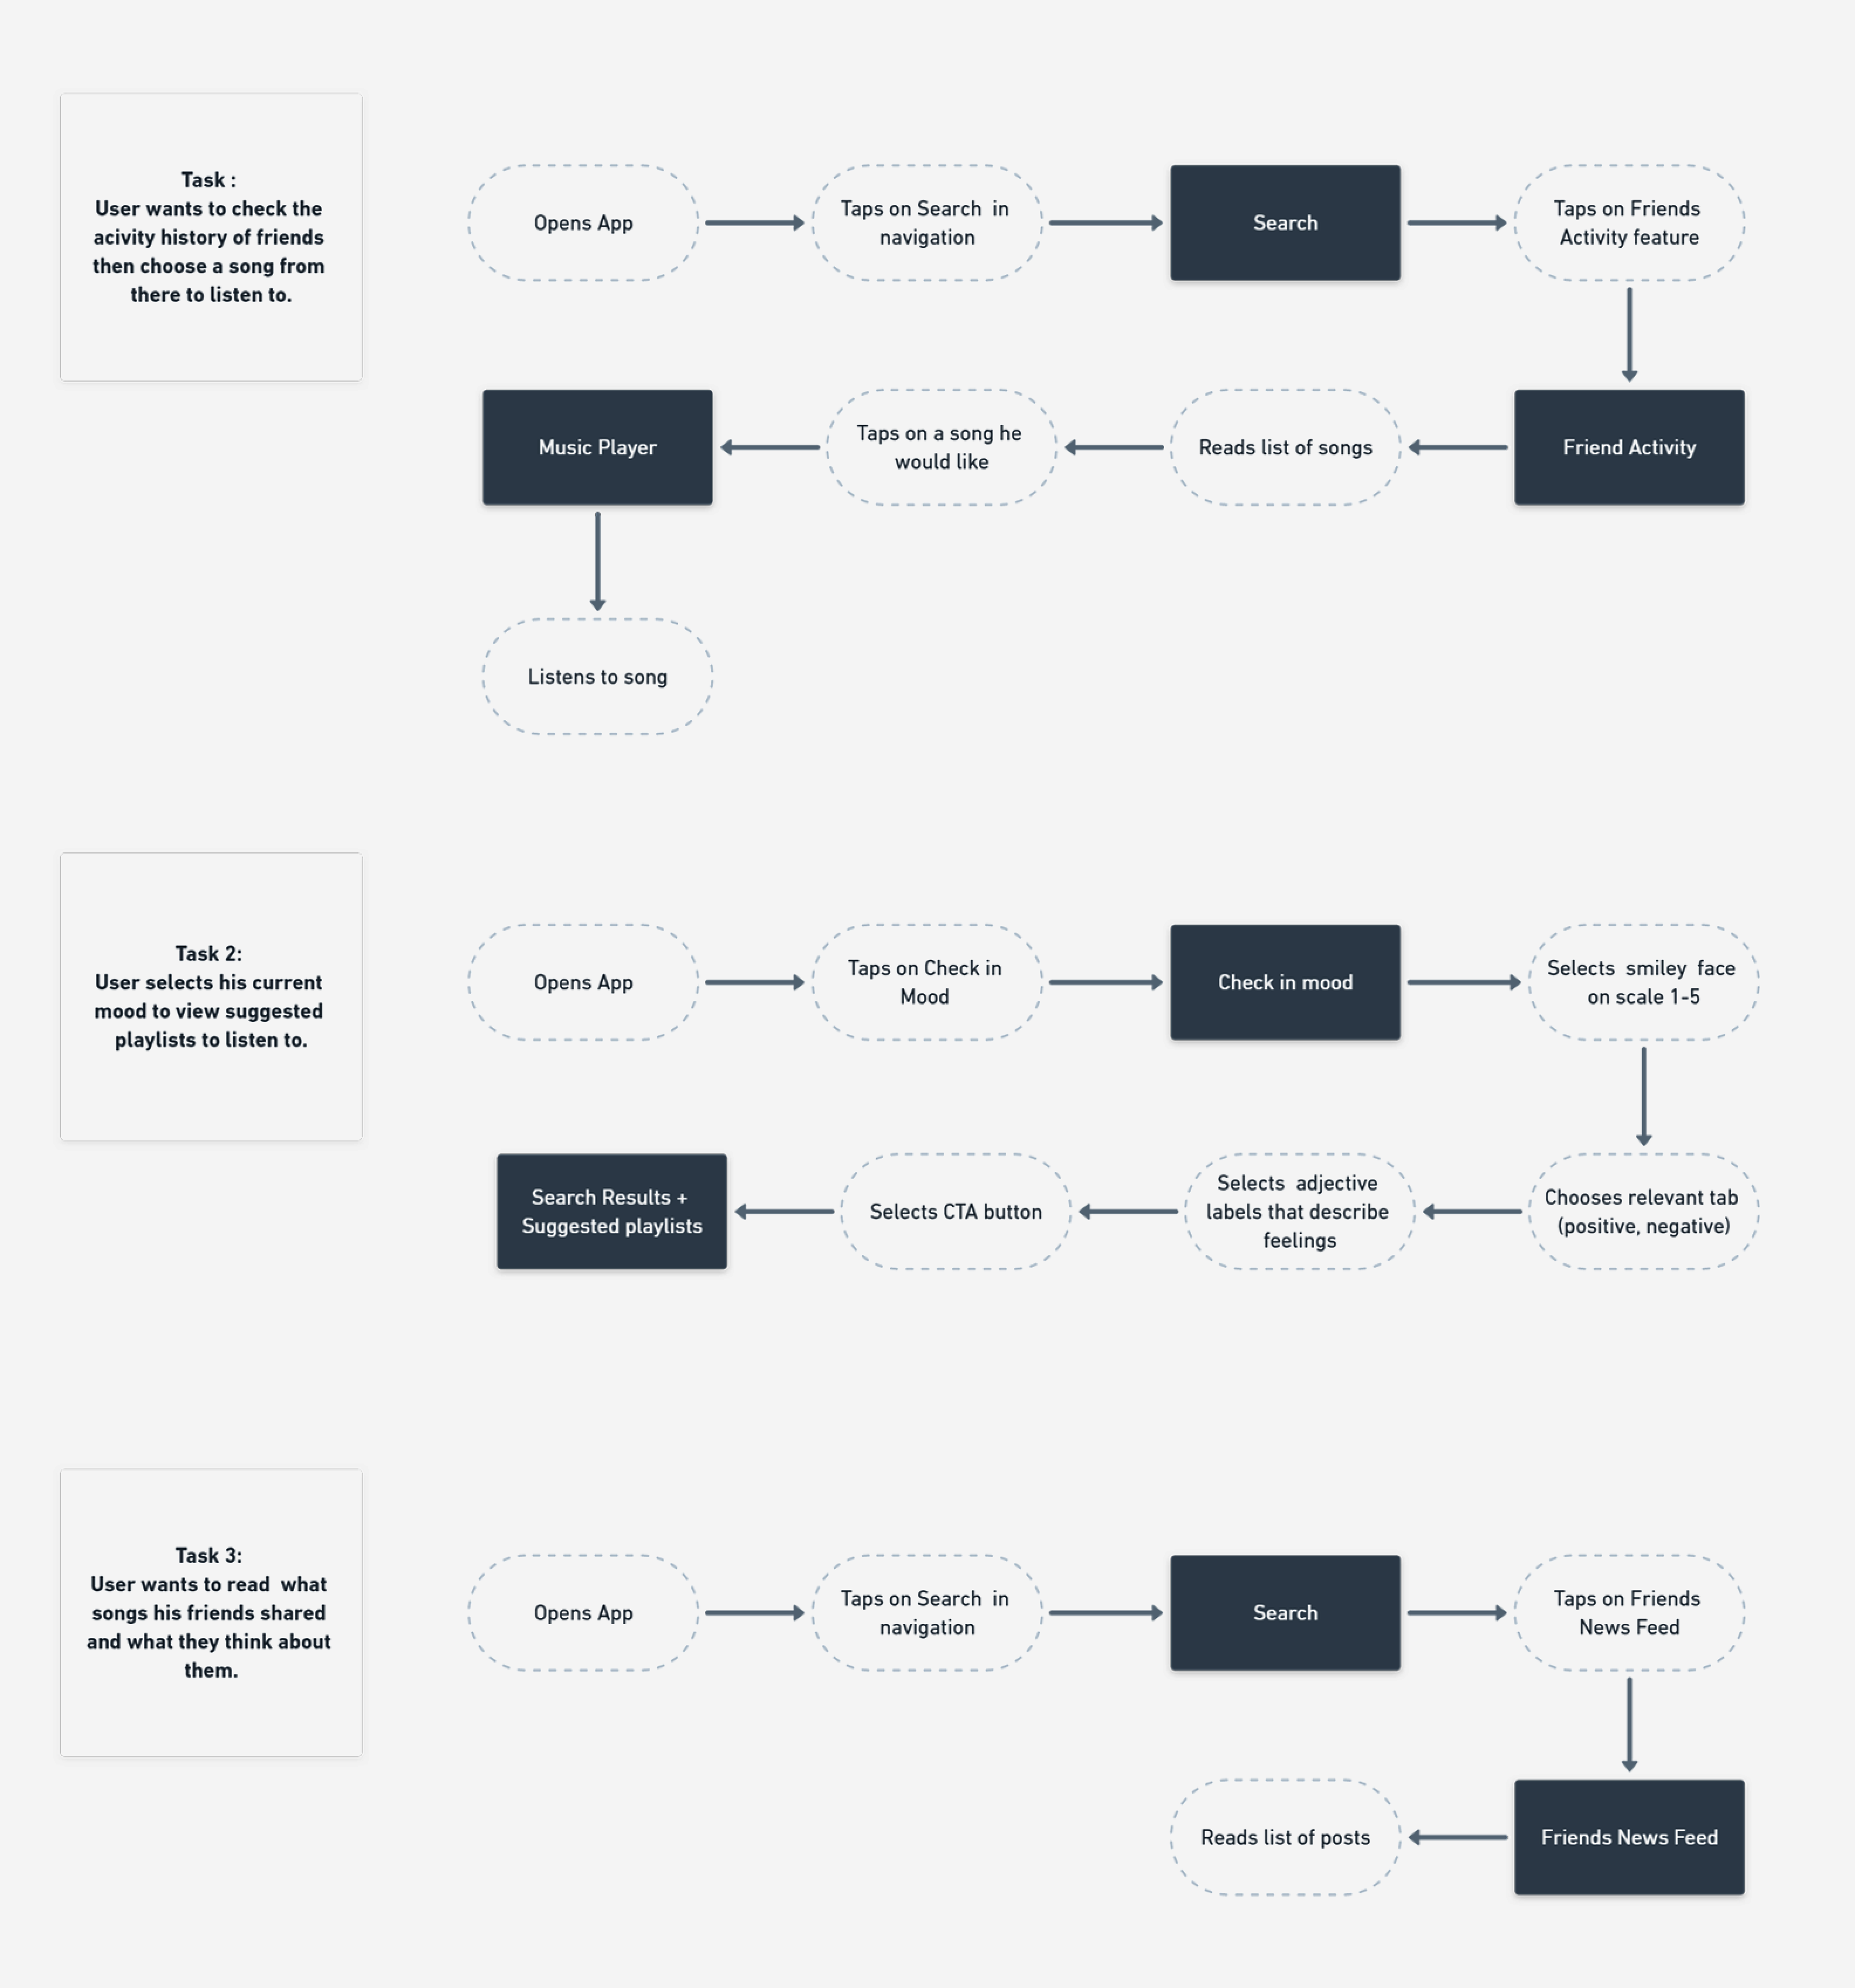 Task :
User wants to check the
acivity history of friends
then choose a song from
there to listen to.
Opens App
Taps on Search  in
navigation
Search
Taps on Friends
Activity feature
Friend Activity
Reads list of songs
Taps on a song he
would like
Music Player
Listens to song
Task 2:
User selects his current
mood to view suggested
playlists to listen to.
Opens App
Taps on Check in
Mood
Check in mood
Selects  smiley  face
on scale 1-5
Chooses relevant tab
(positive, negative)
Selects  adjective
labels that describe
feelings
Selects CTA button
Search Results +
Suggested playlists
Task 3:
User wants to read  what
songs his friends shared
and what they think about
them.
Opens App
Taps on Search  in
navigation
Search
Taps on Friends
News Feed
Friends News Feed
Reads list of posts